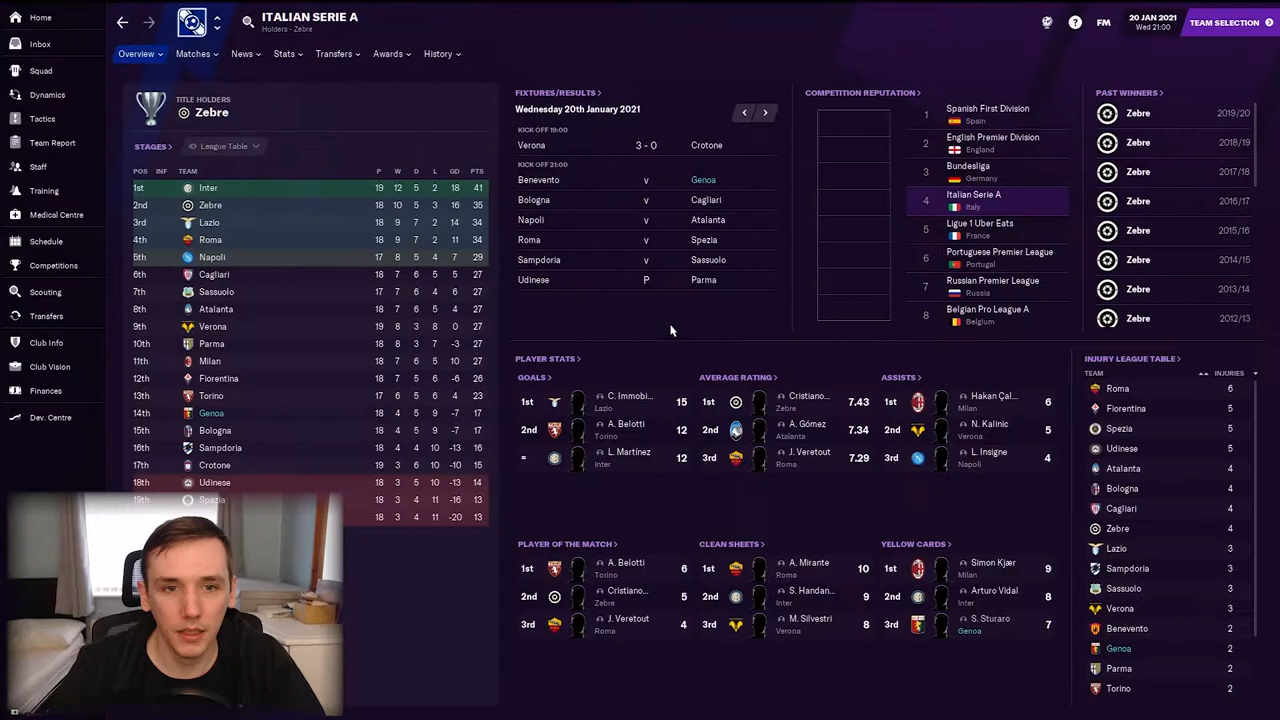 Home
Inbox
Squad
Dynamics
Tactics
Team Report
Staff
Training
Medical Centre
Schedule
Competitions
Scouting
Transfers
Club Info
Club Vision
Finances
Dev. Centre
ITALIAN SERIE A
Holders - Zebre
? FM 20 JAN 2021
Wed 21:00
TEAM SELECTION
Overview Matches News Stats Transfers Awards History
TITLE HOLDERS
Zebre
STAGES > League Table
POS INF TEAM P W D L GD PTS
1st Inter 19 12 5 2 18 41
2nd Zebre 18 10 5 3 16 35
3rd Lazio 18 9 7 2 14 34
4th Roma 18 9 7 2 11 34
5th Napoli 17 8 5 4 7 29
6th Cagliari 18 7 6 5 5 27
7th Sassuolo 17 7 6 4 6 27
8th Atalanta 18 7 6 5 4 27
9th Verona 19 8 3 8 0 27
10th Parma 18 8 3 7 -3 27
11th Milan 18 7 6 5 10 27
12th Fiorentina 18 7 5 6 -6 26
13th Torino 17 6 5 6 4 23
14th Genoa 18 4 5 9 -7 17
15th Bologna 18 4 5 9 -7 17
16th Sampdoria 18 4 4 10 -13 16
17th Crotone 19 3 6 10 -10 15
18th Udinese 18 3 5 10 -13 14
19th Spezia 18 3 4 11 -16 13
18 3 4 11 -20 13
FIXTURES/RESULTS >
Wednesday 20th January 2021
KICK OFF 19:00
Verona 3 - 0 Crotone
KICK OFF 21:00
Benevento v Genoa
Bologna v Cagliari
Napoli v Atalanta
Roma v Spezia
Sampdoria v Sassuolo
Udinese P Parma
COMPETITION REPUTATION >
1 Spanish First Division
Spain
2 English Premier Division
England
3 Bundesliga
Germany
4 Italian Serie A
Italy
5 Ligue 1 Uber Eats
France
6 Portuguese Premier League
Portugal
7 Russian Premier League
Russia
8 Belgian Pro League A
Belgium
PAST WINNERS >
Zebre 2019/20
Zebre 2018/19
Zebre 2017/18
Zebre 2016/17
Zebre 2015/16
Zebre 2014/15
Zebre 2013/14
Zebre 2012/13
PLAYER STATS >
GOALS >
1st C. Immobi... 15
Lazio
2nd A. Belotti 12
Torino
= L. Martínez 12
Inter
AVERAGE RATING >
1st Cristiano... 7.43
Zebre
2nd A. Gómez 7.34
Atalanta
3rd J. Veretout 7.29
Roma
ASSISTS >
1st Hakan Çal... 6
Milan
2nd N. Kalinic 5
Verona
3rd L. Insigne 4
Napoli
PLAYER OF THE MATCH >
1st A. Belotti 6
Torino
2nd Cristiano... 5
Zebre
3rd J. Veretout 4
Roma
CLEAN SHEETS >
1st A. Mirante 10
Roma
2nd S. Handan... 9
Inter
3rd M. Silvestri 8
Verona
YELLOW CARDS >
1st Simon Kjær 9
Milan
2nd Arturo Vidal 8
Inter
3rd S. Sturaro 7
Genoa
INJURY LEAGUE TABLE >
TEAM INJURIES
Roma 6
Fiorentina 5
Spezia 5
Udinese 5
Atalanta 4
Bologna 4
Cagliari 4
Zebre 4
Lazio 3
Sampdoria 3
Sassuolo 3
Verona 3
Benevento 2
Genoa 2
Parma 2
Torino 2